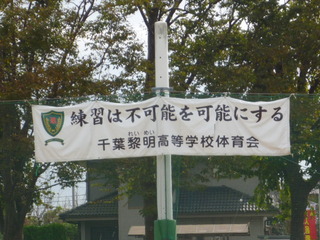 練習は不可能を可能にする
れい めい
千葉黎明高等学校体育会